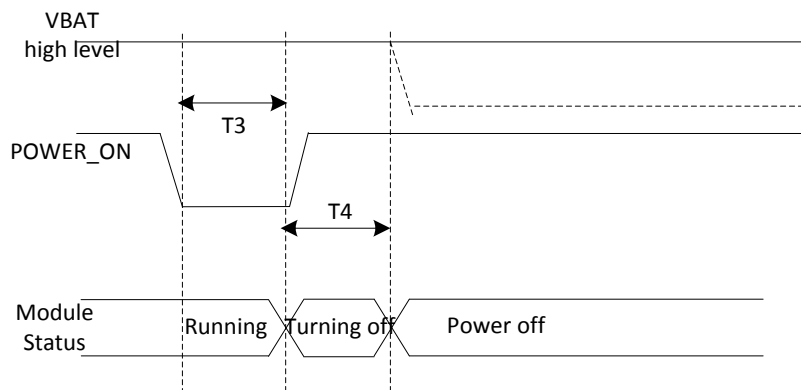 VBAT
high level
T3
POWER_ON
T4
Module
Status
Running
Turning off
Power off